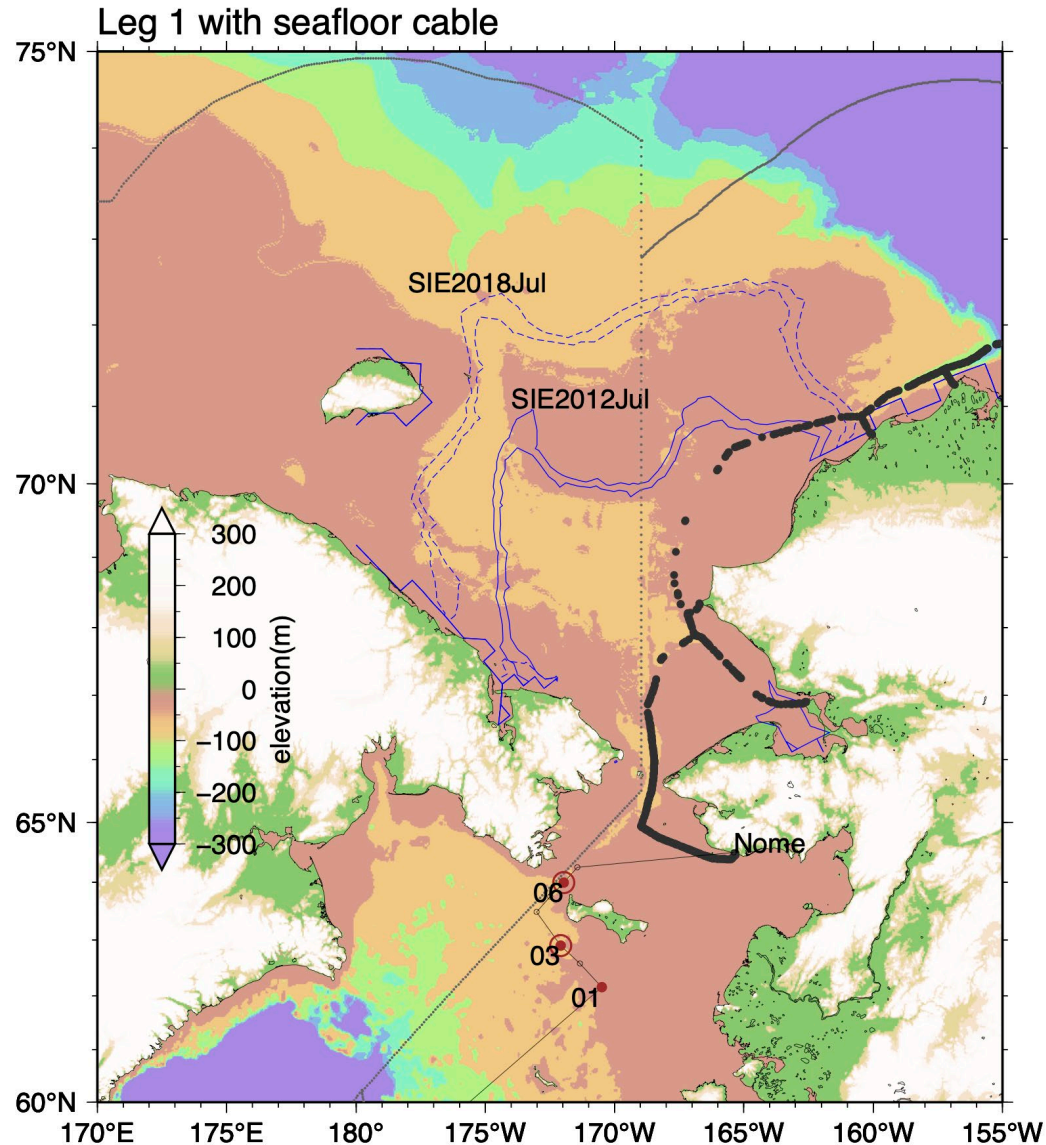 Leg 1 with seafloor cable
75°N
SIE2018Jul
SIE2012Jul
70°N
300
200
100
0
−100
−200
−300
elevation(m)
65°N
Nome
06
03
01
60°N
170°E 175°E 180° 175°W 170°W 165°W 160°W 155°W